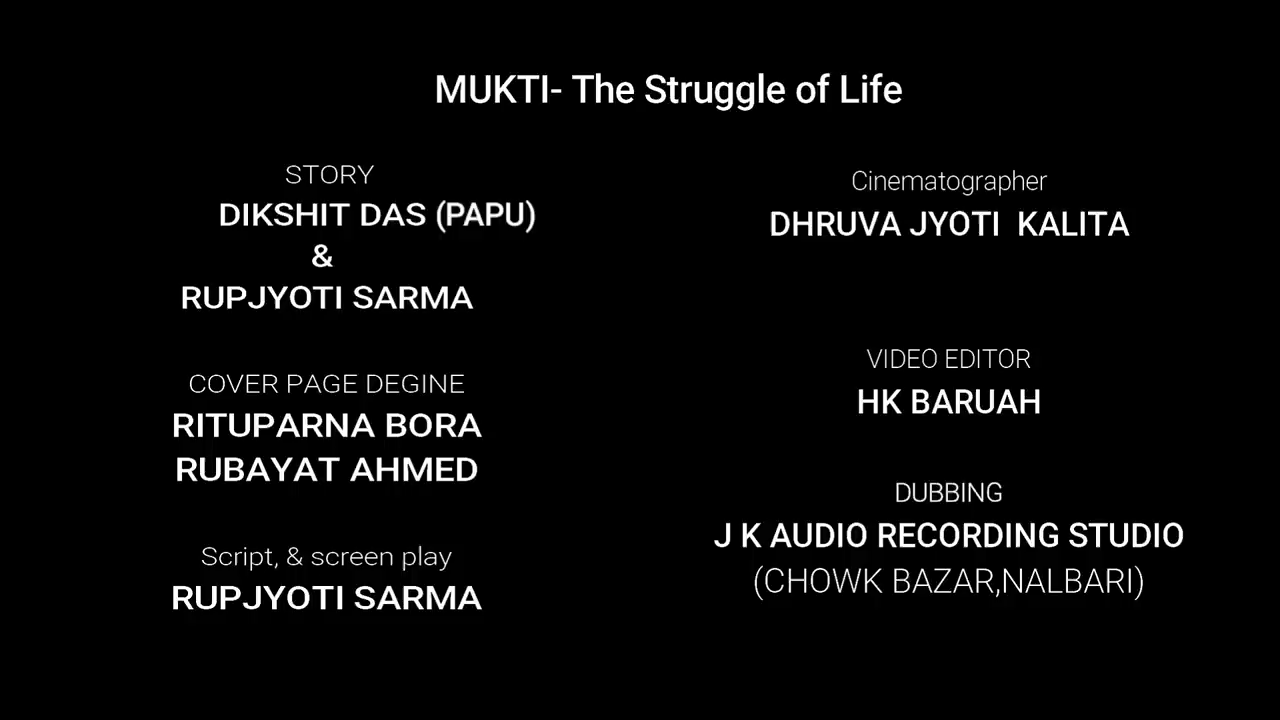 MUKTI- The Struggle of Life
STORY
DIKSHIT DAS (PAPU)
&
RUPJYOTI SARMA
COVER PAGE DEGINE
RITUPARNA BORA
RUBAYAT AHMED
Script, & screen play
RUPJYOTI SARMA
Cinematographer
DHRUVA JYOTI KALITA
VIDEO EDITOR
HK BARUAH
DUBBING
J K AUDIO RECORDING STUDIO
(CHOWK BAZAR,NALBARI)